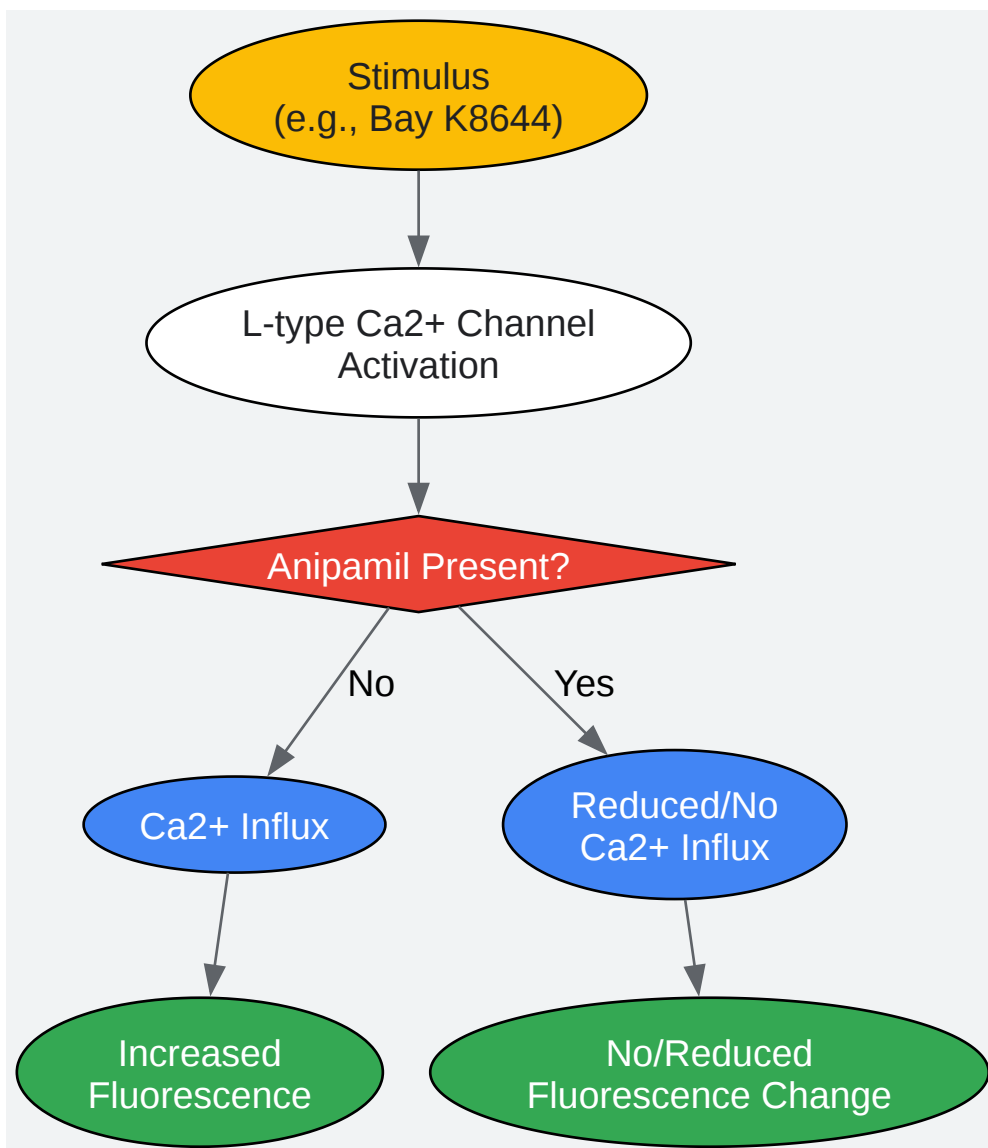 Stimulus
(e.g., Bay K8644)
L-type Ca2+ Channel
Activation
Anipamil Present?
No
Yes
Ca2+ Influx
Reduced/No
Ca2+ Influx
Increased
Fluorescence
No/Reduced
Fluorescence Change